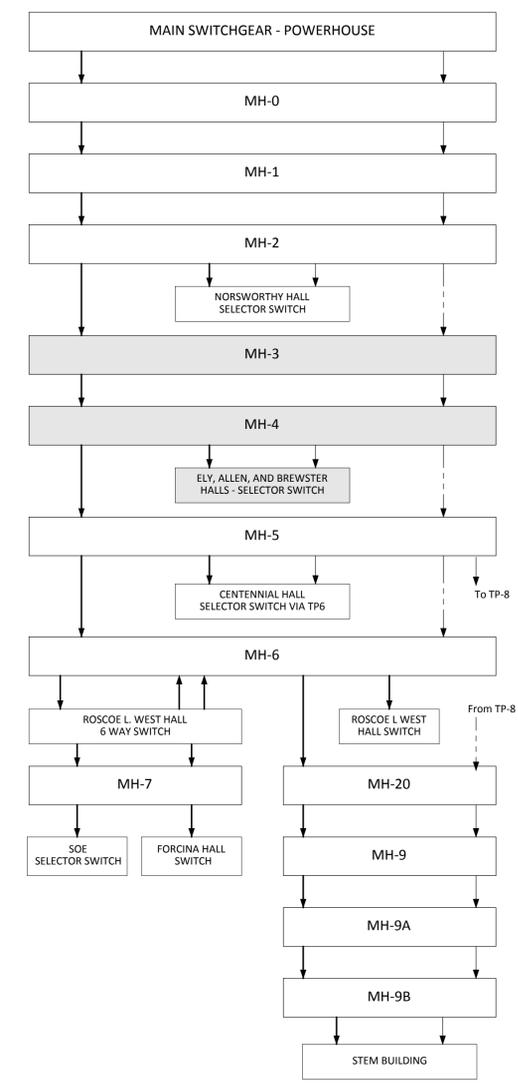 MAIN SWITCHGEAR - POWERHOUSE
MH-0
MH-1
MH-2
NORSWORTHY HALL
SELECTOR SWITCH
MH-3
MH-4
ELY, ALLEN, AND BREWSTER
HALLS - SELECTOR SWITCH
MH-5
CENTENNIAL HALL
SELECTOR SWITCH VIA TP6
To TP-8
MH-6
ROSCOE L. WEST HALL
6 WAY SWITCH
ROSCOE L WEST
HALL SWITCH
From TP-8
MH-7
MH-20
SOE
SELECTOR SWITCH
FORCINA HALL
SWITCH
MH-9
MH-9A
MH-9B
STEM BUILDING